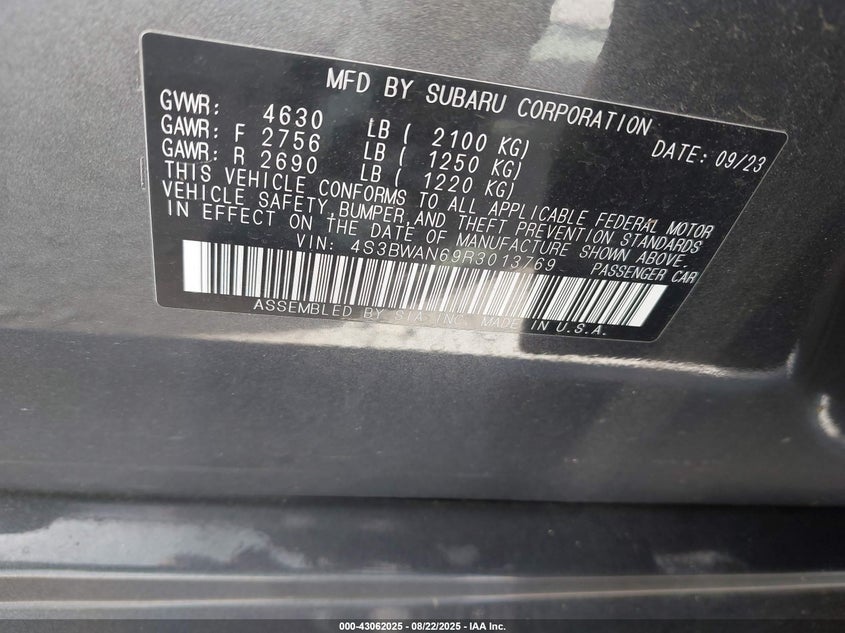 MFD BY SUBARU CORPORATION
GVWR: 4630 LB ( 2100 KG) DATE: 09/23
GAWR: F 2756 LB ( 1250 KG)
GAWR: R 2690 LB ( 1220 KG)
THIS VEHICLE CONFORMS TO ALL APPLICABLE FEDERAL MOTOR
VEHICLE SAFETY, BUMPER, AND THEFT PREVENTION STANDARDS
IN EFFECT ON THE DATE OF MANUFACTURE SHOWN ABOVE.
VIN: 4S3BWAN69R3013769 PASSENGER CAR
ASSEMBLED BY SIA, INC. MADE IN U.S.A.
000-43062025 - 08/22/2025 - IAA Inc.